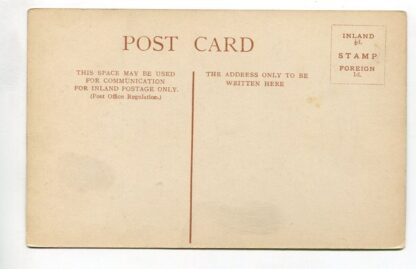 POST CARD
THIS SPACE MAY BE USED
FOR COMMUNICATION
FOR INLAND POSTAGE ONLY.
(Post Office Regulation.)
THE ADDRESS ONLY TO BE
WRITTEN HERE
INLAND
½d.
STAMP
FOREIGN
1d.